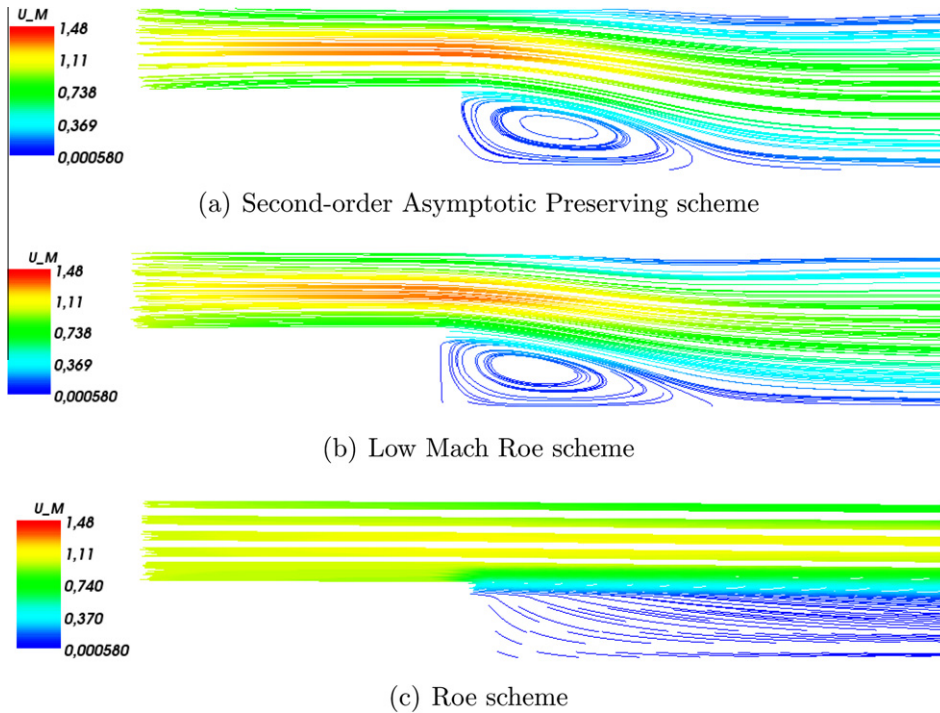 U_M
1,48
1,11
0,738
0,369
0,000580
(a) Second-order Asymptotic Preserving scheme
U_M
1,48
1,11
0,738
0,369
0,000580
(b) Low Mach Roe scheme
U_M
1,48
1,11
0,740
0,370
0,000580
(c) Roe scheme